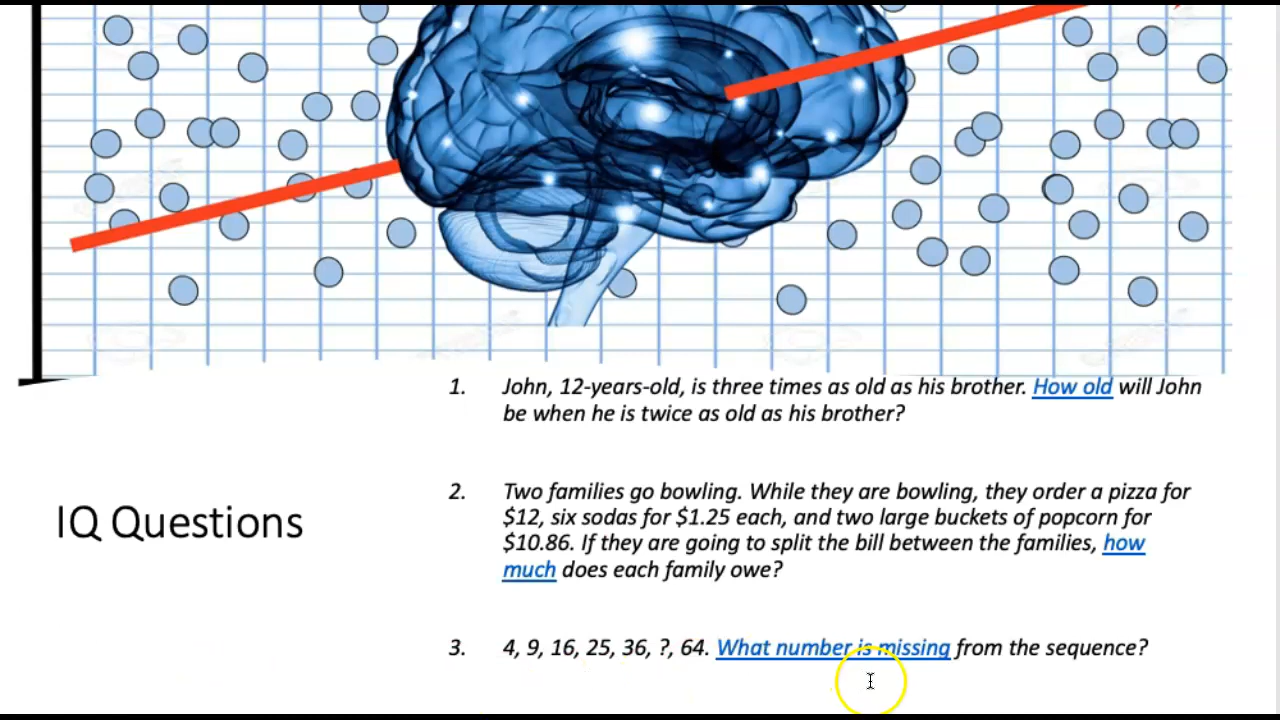 1. John, 12-years-old, is three times as old as his brother. How old will John
be when he is twice as old as his brother?
IQ Questions
2. Two families go bowling. While they are bowling, they order a pizza for
$12, six sodas for $1.25 each, and two large buckets of popcorn for
$10.86. If they are going to split the bill between the families, how
much does each family owe?
3. 4, 9, 16, 25, 36, ?, 64. What number is missing from the sequence?